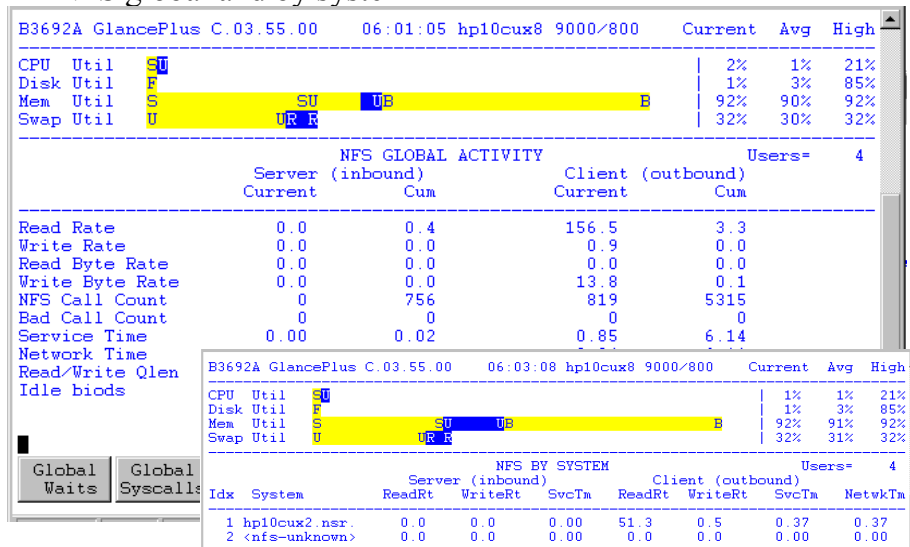 B3692A GlancePlus C.03.55.00 06:01:05 hp10cux8 9000/800 Current Avg High
CPU Util SU | 2% 1% 21%
Disk Util F | 1% 3% 85%
Mem Util S SU UB B | 92% 90% 92%
Swap Util U UR R | 32% 30% 32%
NFS GLOBAL ACTIVITY Users= 4
Server (inbound) Client (outbound)
Current Cum Current Cum
Read Rate 0.0 0.4 156.5 3.3
Write Rate 0.0 0.0 0.9 0.0
Read Byte Rate 0.0 0.0 0.0 0.0
Write Byte Rate 0.0 0.0 13.8 0.1
NFS Call Count 0 756 819 5315
Bad Call Count 0 0 0 0
Service Time 0.00 0.02 0.85 6.14
Network Time
Read/Write Qlen
Idle biods
Global Waits
Global Syscalls
B3692A GlancePlus C.03.55.00 06:03:08 hp10cux8 9000/800 Current Avg High
CPU Util SU | 1% 1% 21%
Disk Util F | 1% 3% 85%
Mem Util S SU UB B | 92% 91% 92%
Swap Util U UR R | 32% 31% 32%
NFS BY SYSTEM Users= 4
Server (inbound) Client (outbound)
Idx System ReadRt WriteRt SvcTm ReadRt WriteRt SvcTm NetwkTm
1 hp10cux2.nsr. 0.0 0.0 0.00 51.3 0.5 0.37 0.37
2 <nfs-unknown> 0.0 0.0 0.00 0.0 0.0 0.00 0.00